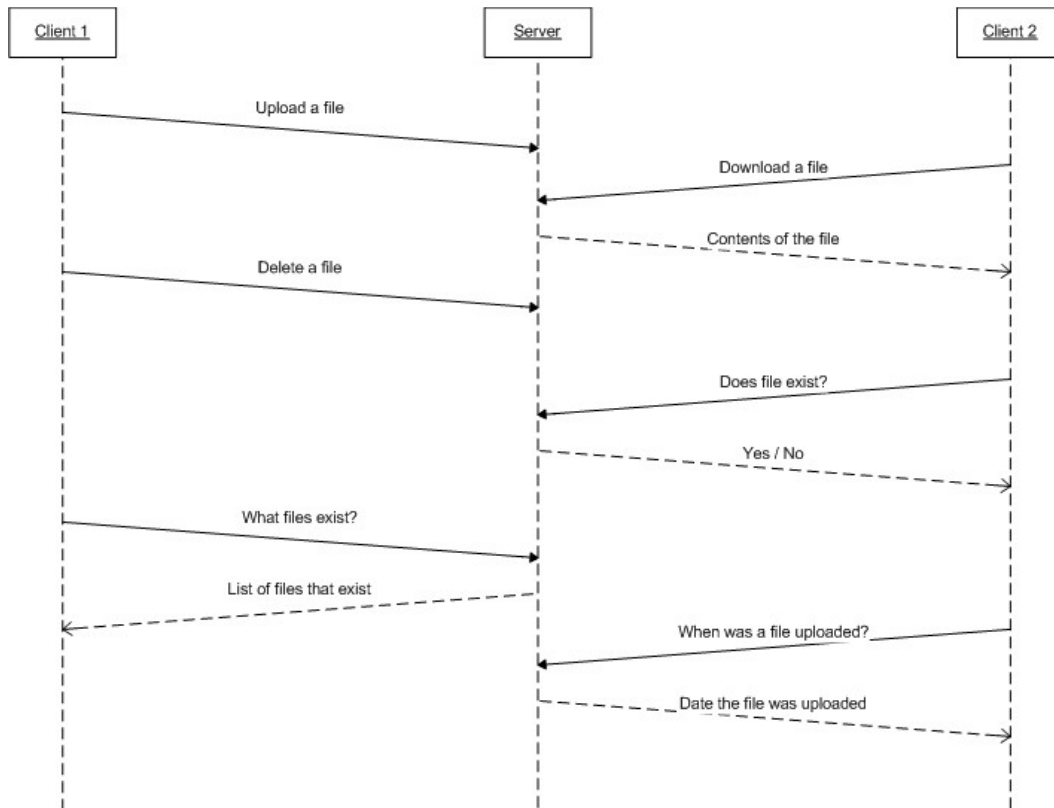 Client 1
Server
Client 2
Upload a file
Download a file
Contents of the file
Delete a file
Does file exist?
Yes / No
What files exist?
List of files that exist
When was a file uploaded?
Date the file was uploaded